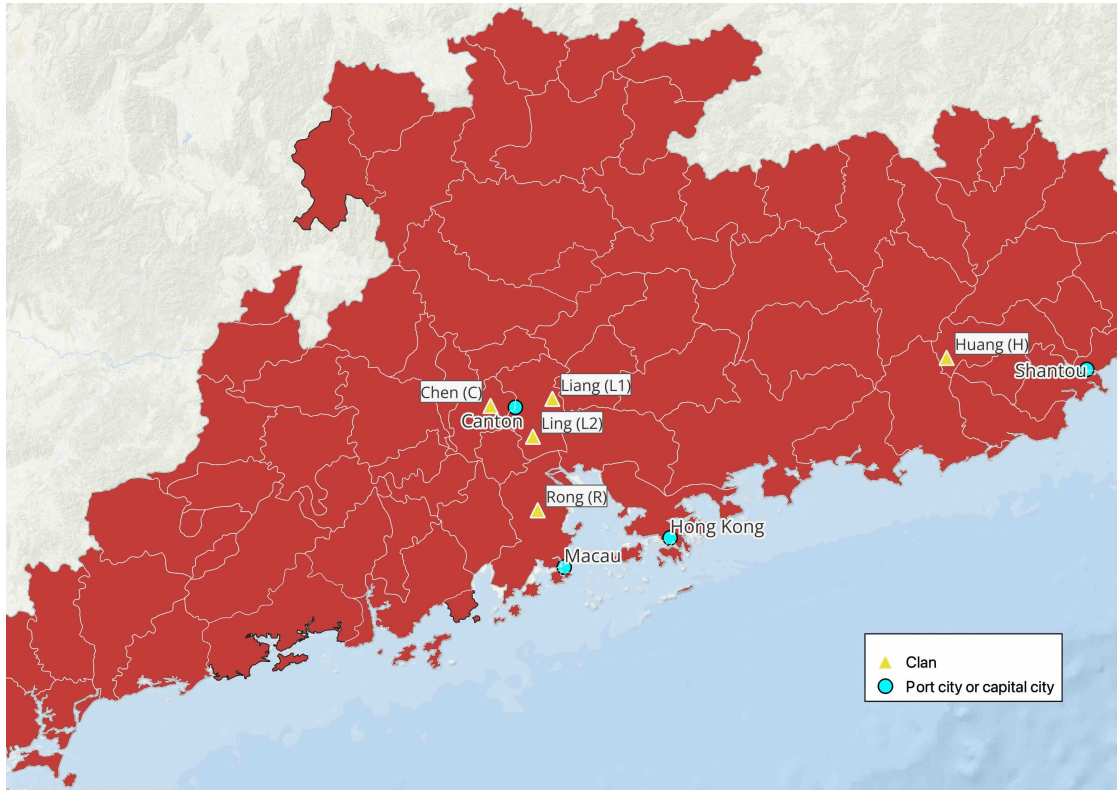 Huang (H)
Shantou
Chen (C)
Liang (L1)
Canton
Ling (L2)
Rong (R)
Hong Kong
Macau
Clan
Port city or capital city